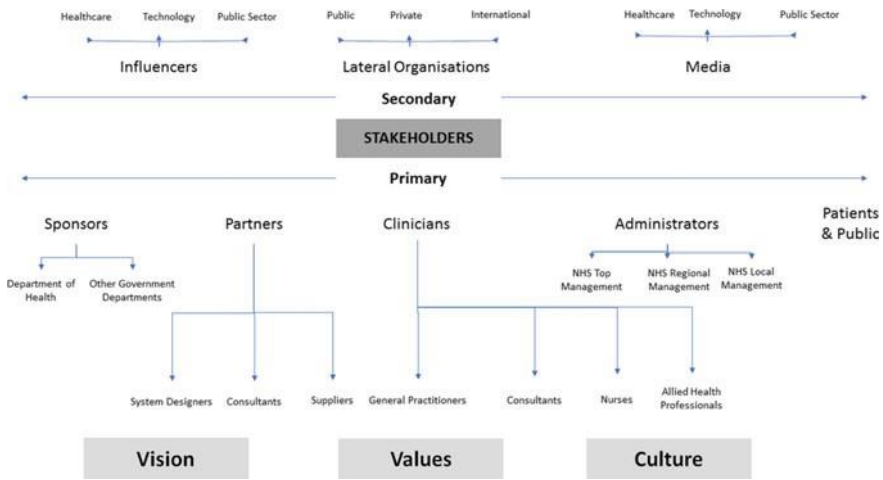 Healthcare Technology Public Sector
Public Private International
Healthcare Technology Public Sector
Influencers
Lateral Organisations
Media
Secondary
STAKEHOLDERS
Primary
Sponsors
Partners
Clinicians
Administrators
Patients
& Public
Department of
Health
Other Government
Departments
NHS Top
Management
NHS Regional
Management
NHS Local
Management
System Designers
Consultants
Suppliers
General Practitioners
Consultants
Nurses
Allied Health
Professionals
Vision
Values
Culture